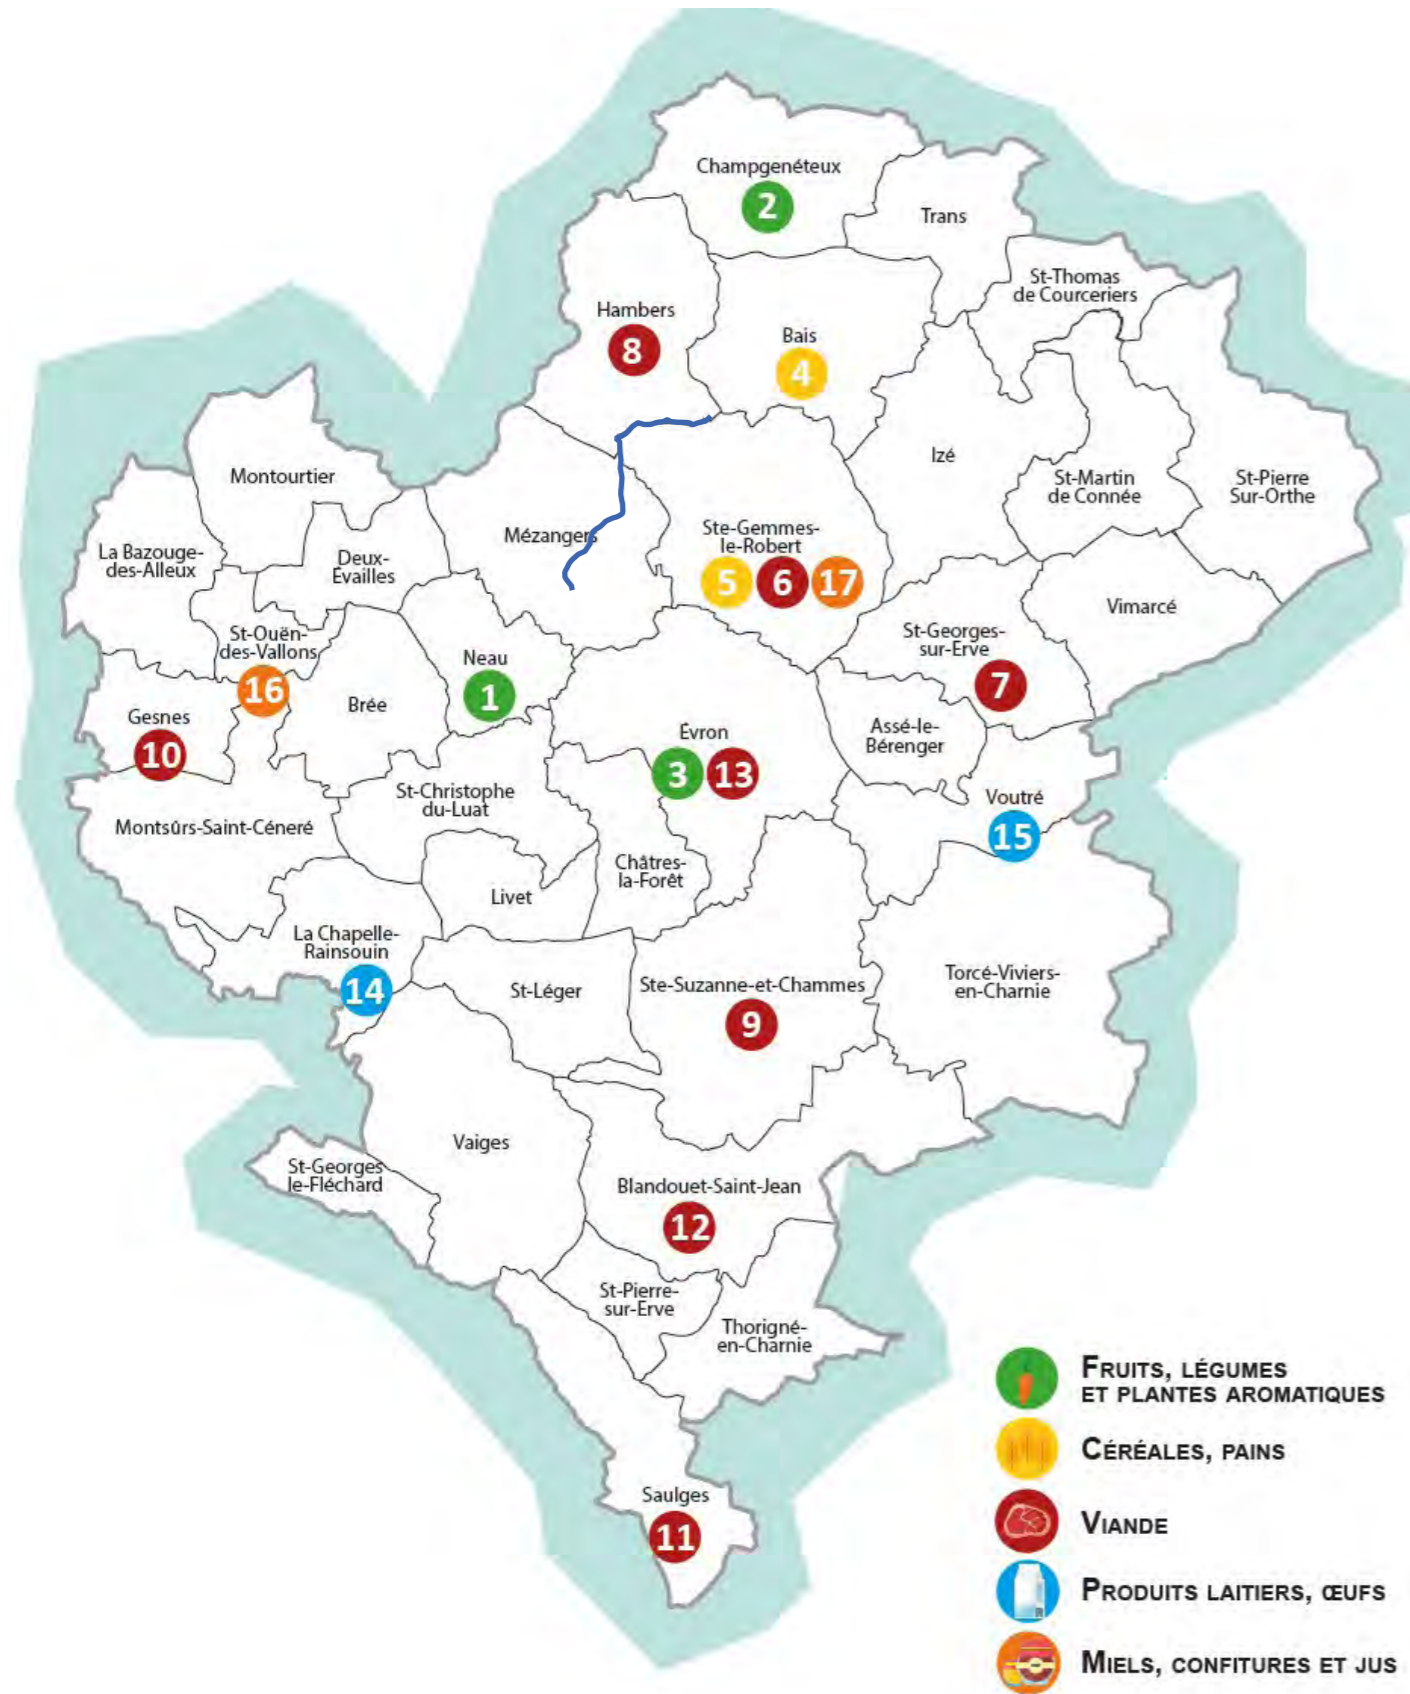 Champgenéteux
2
Trans
St-Thomas
de Courceriers
Hambers
8
Bais
4
Izé
Montourtier
St-Martin
de Connée
St-Pierre
Sur-Orthe
Mézangers
Ste-Gemmes-
le-Robert
5 6 17
La Bazouge-
des-Alleux
Deux-
Évailles
Vimarcé
St-Ouën-
des-Vallons
16
Neau
1
St-Georges-
sur-Erve
7
Brée
Gesnes
10
Évron
3 13
Assé-le-
Bérenger
St-Christophe
du-Luat
Voutré
15
Montsûrs-Saint-Céneré
Châtres-
la-Forêt
Livet
La Chapelle-
Rainsouin
14
St-Léger
Ste-Suzanne-et-Chammes
9
Torcé-Viviers-
en-Charnie
Vaiges
St-Georges
le-Fléchard
Blandouet-Saint-Jean
12
St-Pierre-
sur-Erve
Thorigné-
en-Charnie
Saulges
11
FRUITS, LÉGUMES
ET PLANTES AROMATIQUES
CÉRÉALES, PAINS
VIANDE
PRODUITS LAITIERS, ŒUFS
MIELS, CONFITURES ET JUS